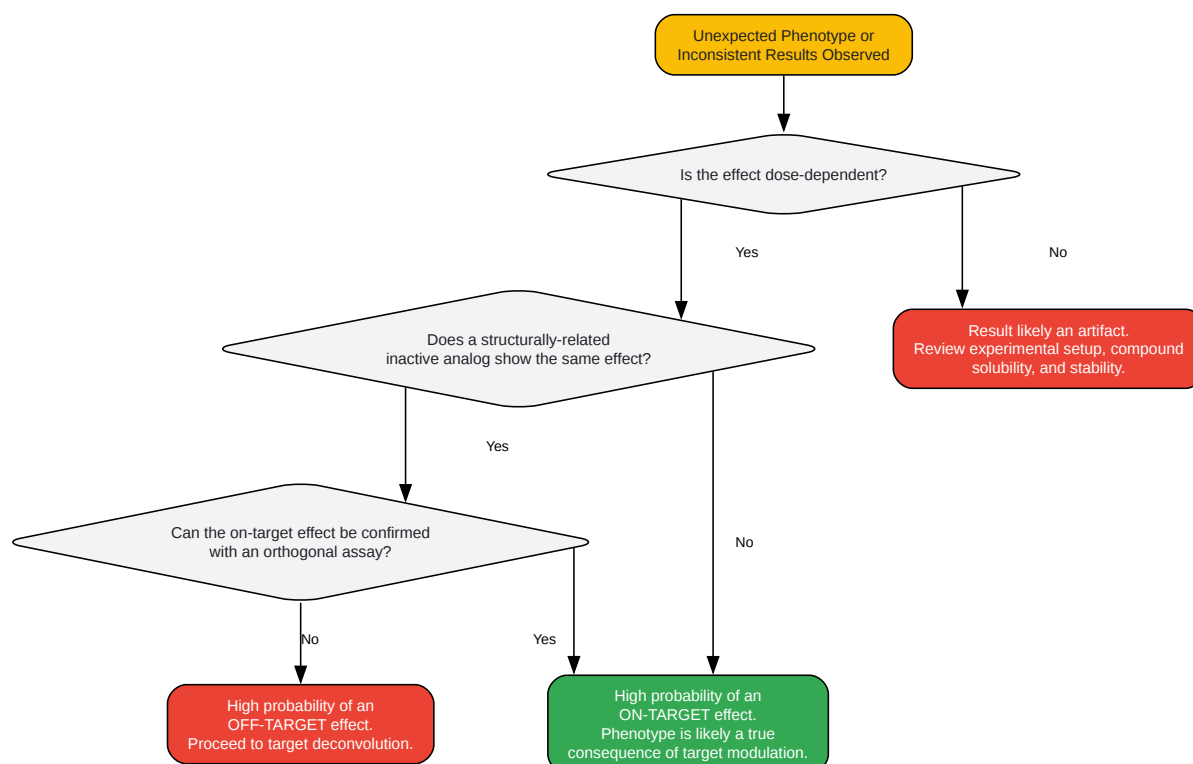 Unexpected Phenotype or
Inconsistent Results Observed
Is the effect dose-dependent?
Yes
No
Does a structurally-related
inactive analog show the same effect?
Result likely an artifact.
Review experimental setup, compound
solubility, and stability.
Yes
Can the on-target effect be confirmed
with an orthogonal assay?
No
No
Yes
High probability of an
OFF-TARGET effect.
Proceed to target deconvolution.
High probability of an
ON-TARGET effect.
Phenotype is likely a true
consequence of target modulation.